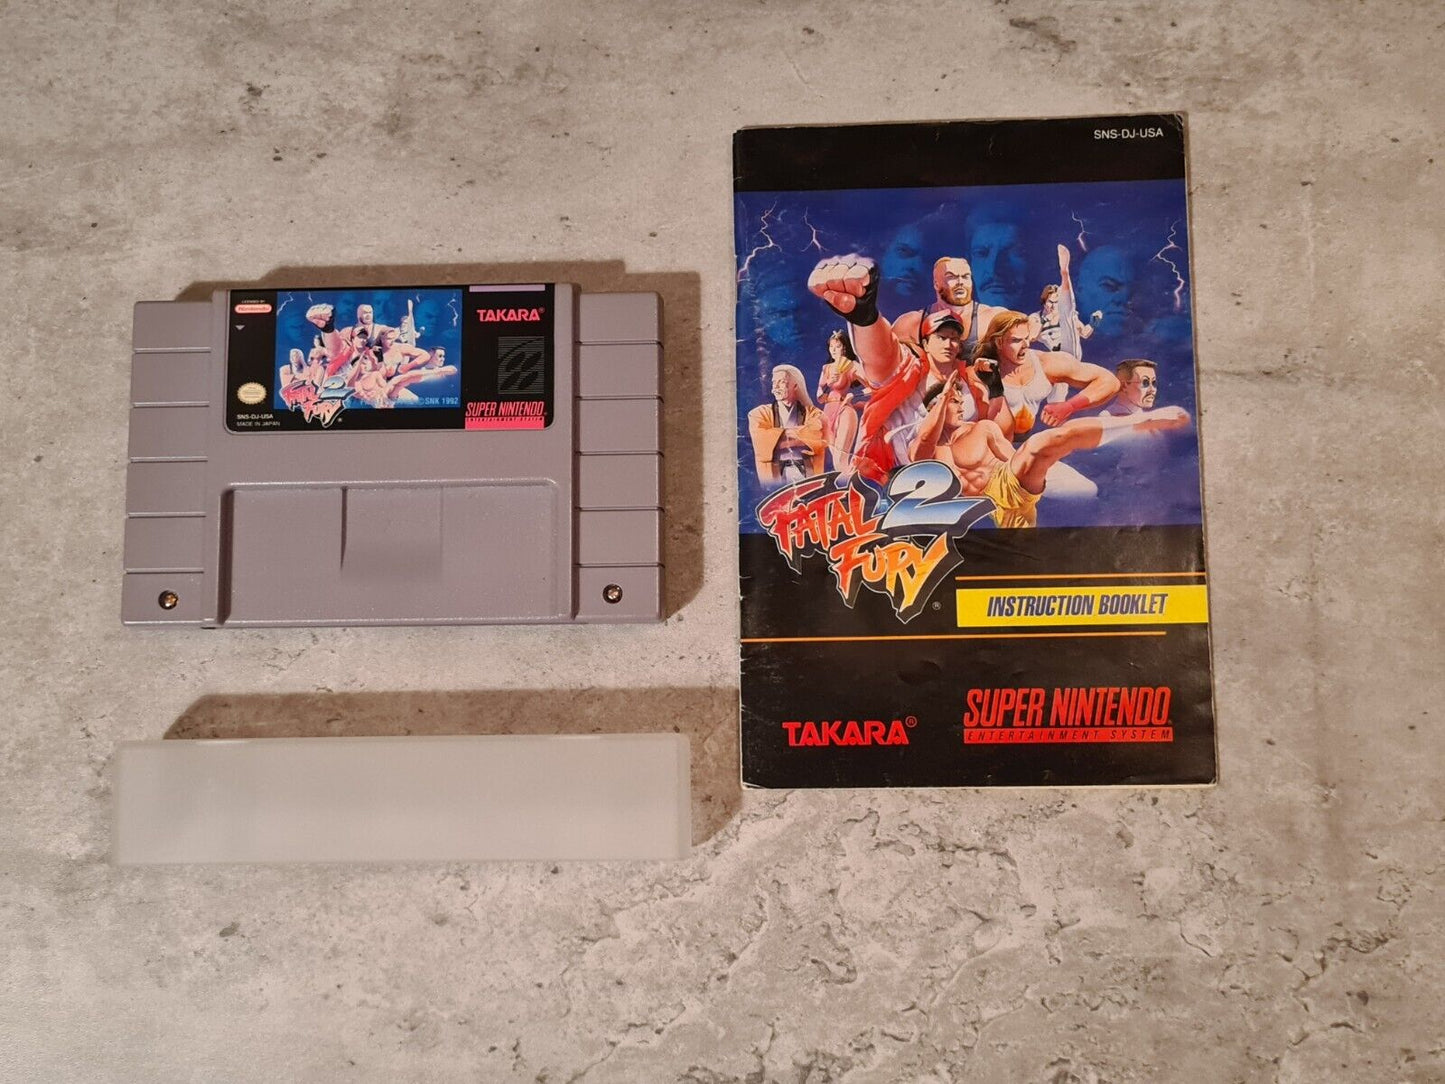 LICENSED BY
Nintendo
TAKARA®
FATAL
FURY 2
®
©SNK 1992
SNS-DJ-USA
MADE IN JAPAN
SUPER NINTENDO
ENTERTAINMENT SYSTEM
SNS-DJ-USA
FATAL 2
FURY
®
INSTRUCTION BOOKLET
TAKARA®
SUPER NINTENDO
ENTERTAINMENT SYSTEM